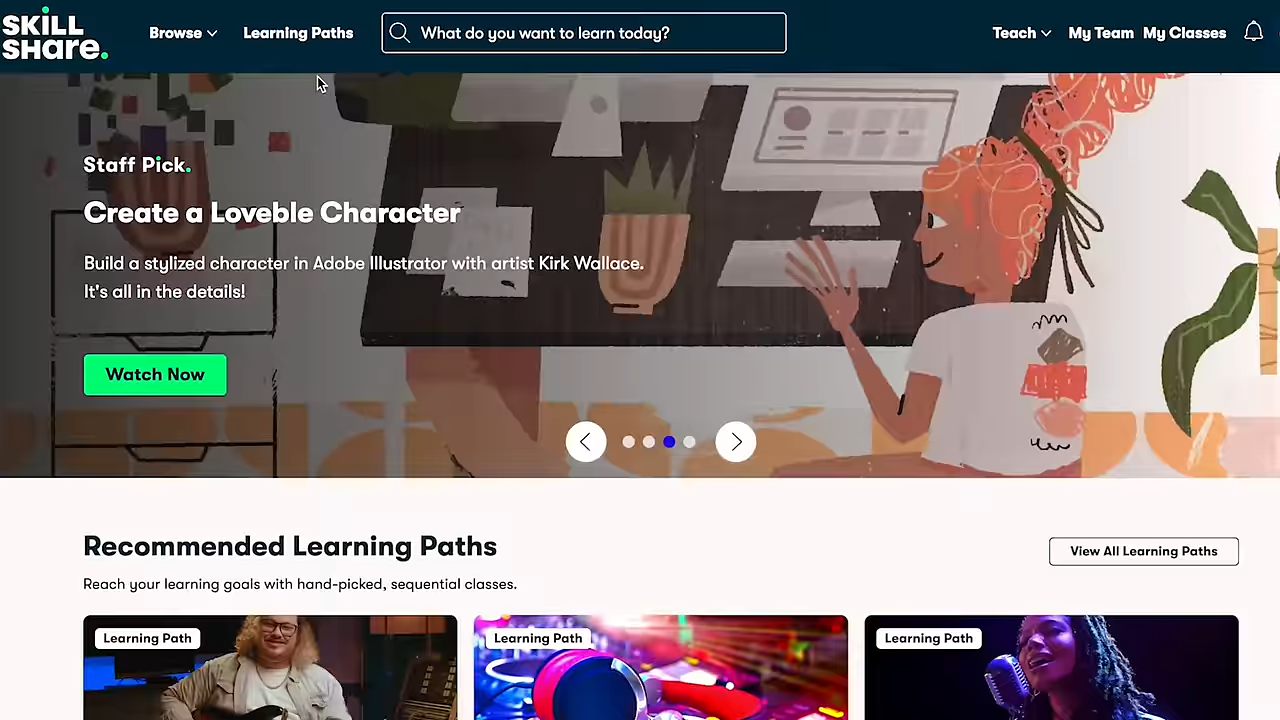 SKiLL
SHare.
Browse
Learning Paths
What do you want to learn today?
Teach
My Team
My Classes
Staff Pick.
Create a Loveble Character
Build a stylized character in Adobe Illustrator with artist Kirk Wallace.
It's all in the details!
Watch Now
Recommended Learning Paths
View All Learning Paths
Reach your learning goals with hand-picked, sequential classes.
Learning Path
Learning Path
Learning Path